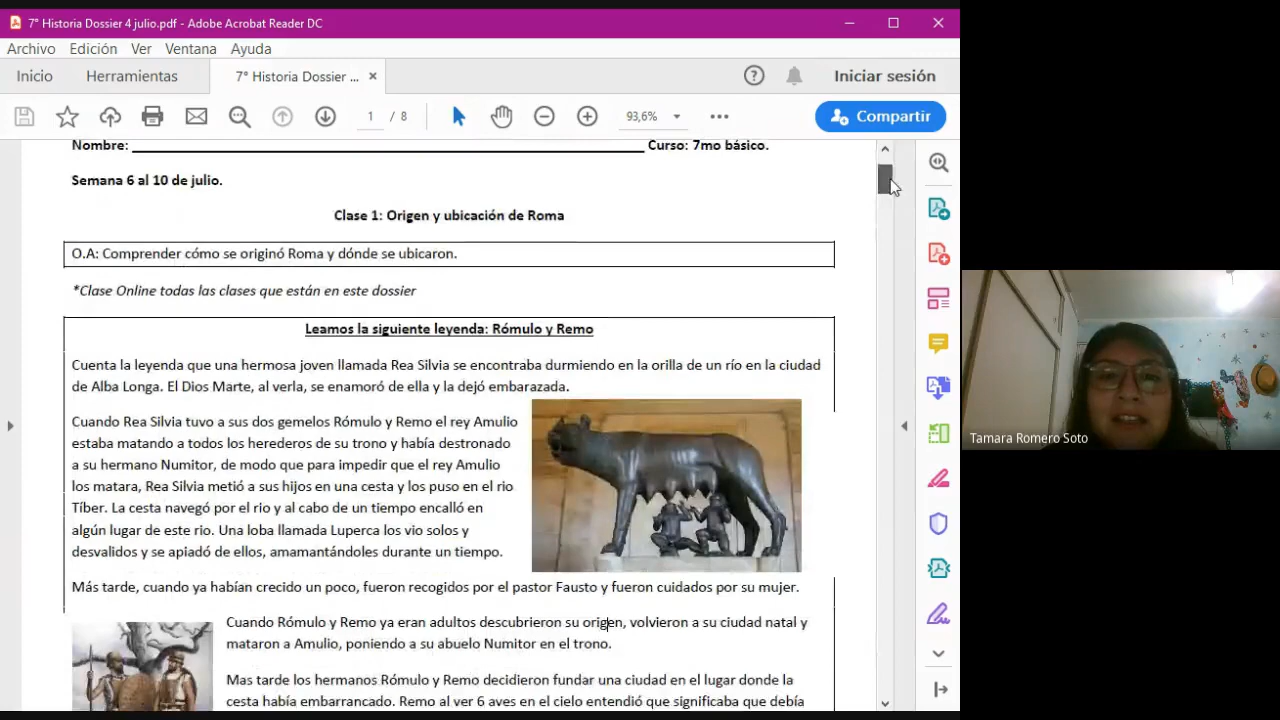 7° Historia Dossier 4 julio.pdf - Adobe Acrobat Reader DC
Archivo Edición Ver Ventana Ayuda
Inicio Herramientas 7° Historia Dossier ... Iniciar sesión
1 / 8 93,6% Compartir
Nombre: Curso: 7mo básico.
Semana 6 al 10 de julio.
Clase 1: Origen y ubicación de Roma
O.A: Comprender cómo se originó Roma y dónde se ubicaron.
*Clase Online todas las clases que están en este dossier
Leamos la siguiente leyenda: Rómulo y Remo
Cuenta la leyenda que una hermosa joven llamada Rea Silvia se encontraba durmiendo en la orilla de un río en la ciudad
de Alba Longa. El Dios Marte, al verla, se enamoró de ella y la dejó embarazada.
Cuando Rea Silvia tuvo a sus dos gemelos Rómulo y Remo el rey Amulio
estaba matando a todos los herederos de su trono y había destronado
a su hermano Numitor, de modo que para impedir que el rey Amulio
los matara, Rea Silvia metió a sus hijos en una cesta y los puso en el rio
Tíber. La cesta navegó por el rio y al cabo de un tiempo encalló en
algún lugar de este rio. Una loba llamada Luperca los vio solos y
desvalidos y se apiadó de ellos, amamantándoles durante un tiempo.
Más tarde, cuando ya habían crecido un poco, fueron recogidos por el pastor Fausto y fueron cuidados por su mujer.
Cuando Rómulo y Remo ya eran adultos descubrieron su origen, volvieron a su ciudad natal y
mataron a Amulio, poniendo a su abuelo Numitor en el trono.
Mas tarde los hermanos Rómulo y Remo decidieron fundar una ciudad en el lugar donde la
cesta había embarrancado. Remo al ver 6 aves en el cielo entendió que significaba que debía
Tamara Romero Soto